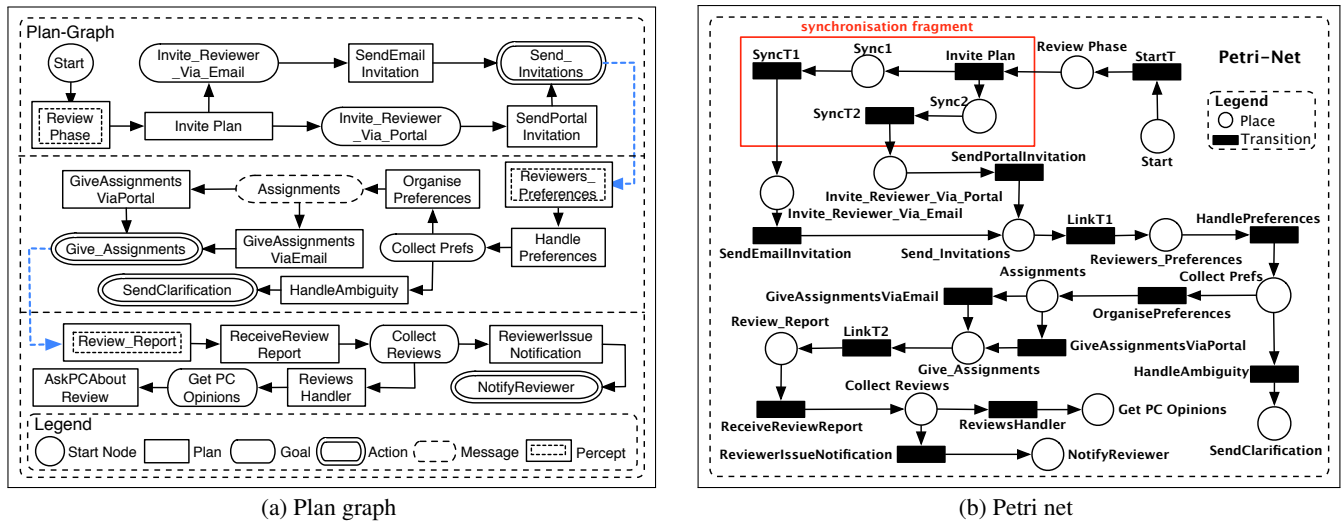 Plan-Graph
Start
Invite_Reviewer
_Via_Email
SendEmail
Invitation
Send_
Invitations
Review_
Phase
Invite Plan
Invite_Reviewer
_Via_Portal
SendPortal
Invitation
GiveAssignments
ViaPortal
Assignments
Organise
Preferences
Reviewers_
Preferences
Give_Assignments
GiveAssignments
ViaEmail
Collect Prefs
Handle
Preferences
SendClarification
HandleAmbiguity
Review_Report
ReceiveReview
Report
Collect
Reviews
ReviewerIssue
Notification
AskPCAbout
Review
Get PC
Opinions
Reviews
Handler
NotifyReviewer
Legend
Start Node
Plan
Goal
Action
Message
Percept
(a) Plan graph
synchronisation fragment
SyncT1
Sync1
Invite Plan
Review Phase
StartT
Petri-Net
SyncT2
Sync2
Legend
Place
Transition
Start
SendPortalInvitation
Invite_Reviewer_Via_Portal
Invite_Reviewer_Via_Email
LinkT1
HandlePreferences
SendEmailInvitation
Send_Invitations
Reviewers_Preferences
Assignments
Collect Prefs
GiveAssignmentsViaEmail
OrganisePreferences
Review_Report
LinkT2
GiveAssignmentsViaPortal
Give_Assignments
HandleAmbiguity
Collect Reviews
Get PC Opinions
ReceiveReviewReport
ReviewsHandler
SendClarification
ReviewerIssueNotification
NotifyReviewer
(b) Petri net